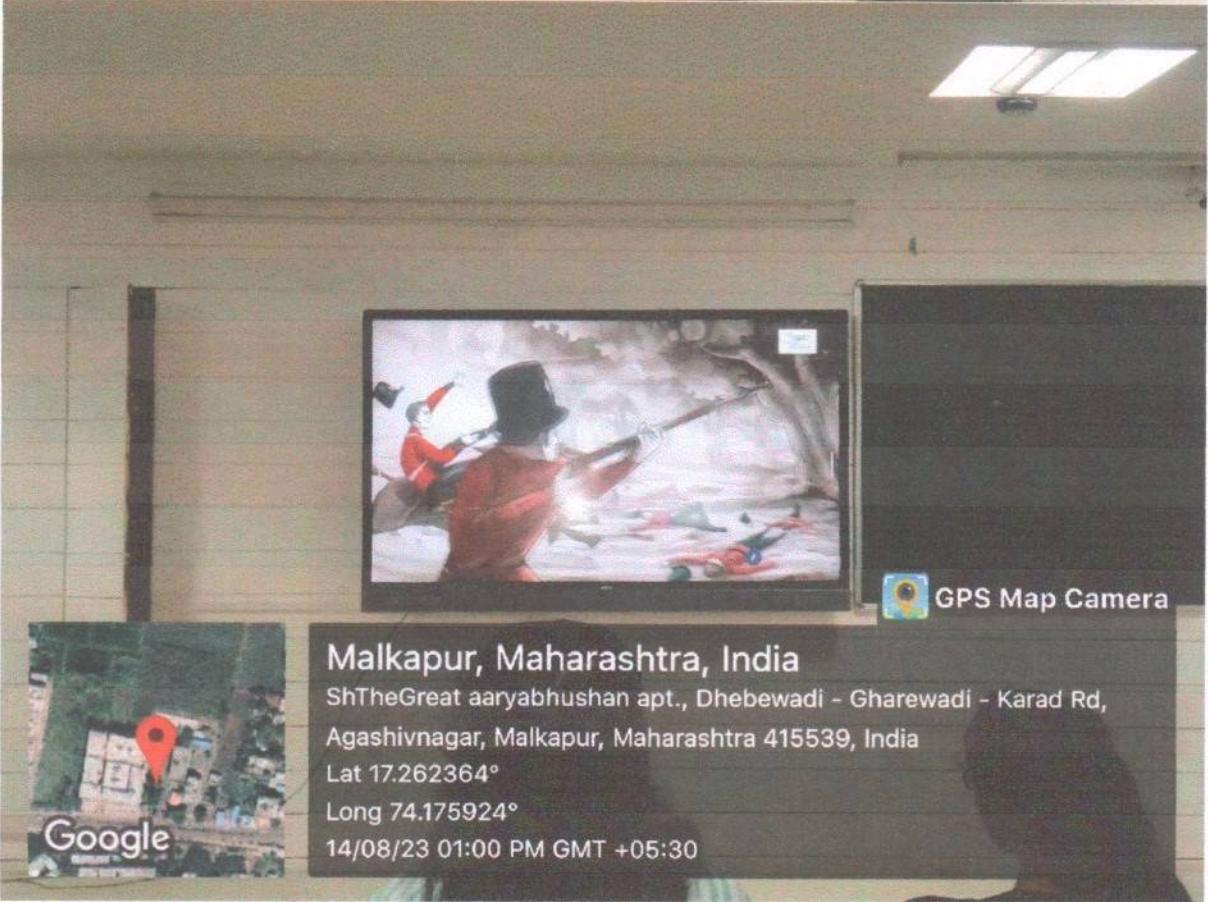 GPS Map Camera
Malkapur, Maharashtra, India
ShTheGreat aaryabhushan apt., Dhebewadi - Gharewadi - Karad Rd,
Agashivnagar, Malkapur, Maharashtra 415539, India
Lat 17.262364°
Long 74.175924°
14/08/23 01:00 PM GMT +05:30
Google